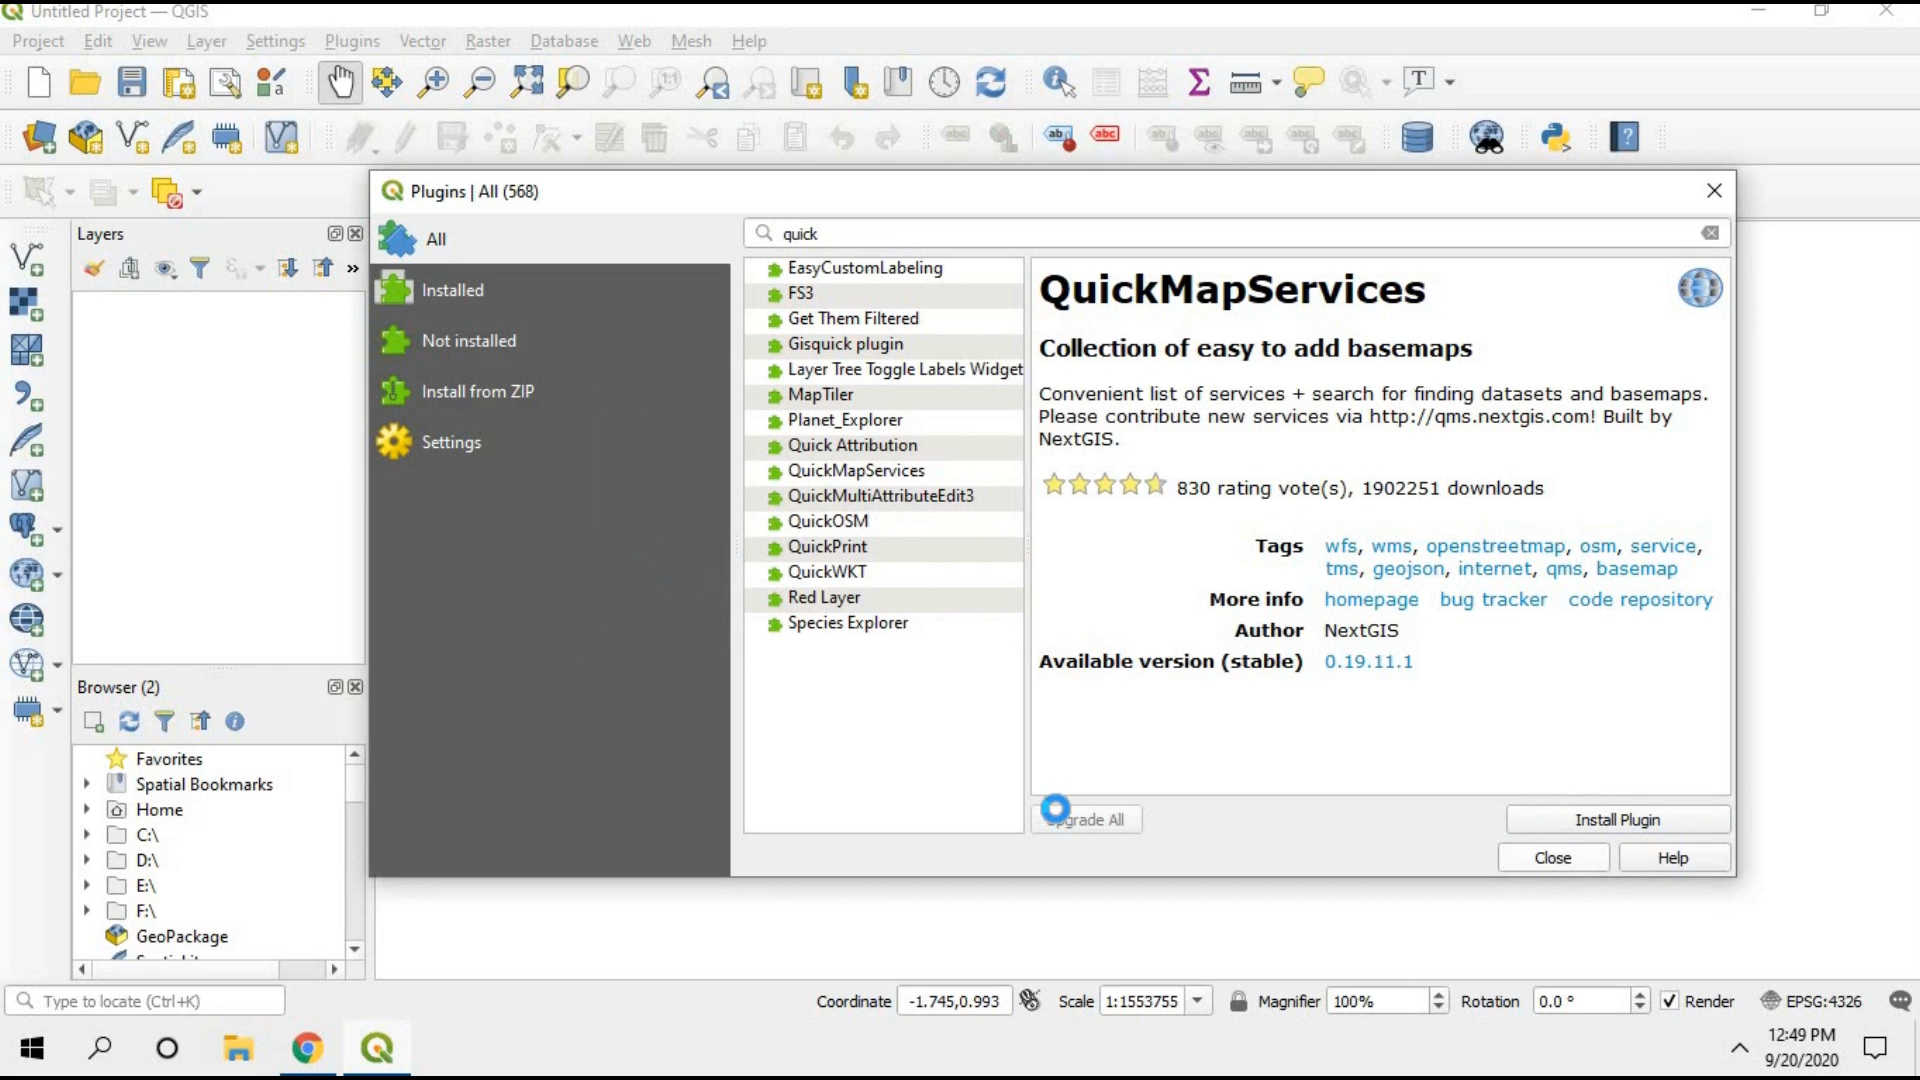 Untitled Project — QGIS
Project Edit View Layer Settings Plugins Vector Raster Database Web Mesh Help
Plugins | All (568)
Layers
All
Installed
Not installed
Install from ZIP
Settings
quick
EasyCustomLabeling
FS3
Get Them Filtered
Gisquick plugin
Layer Tree Toggle Labels Widget
MapTiler
Planet_Explorer
Quick Attribution
QuickMapServices
QuickMultiAttributeEdit3
QuickOSM
QuickPrint
QuickWKT
Red Layer
Species Explorer
QuickMapServices
Collection of easy to add basemaps
Convenient list of services + search for finding datasets and basemaps.
Please contribute new services via http://qms.nextgis.com! Built by
NextGIS.
830 rating vote(s), 1902251 downloads
Tags wfs, wms, openstreetmap, osm, service,
tms, geojson, internet, qms, basemap
More info homepage bug tracker code repository
Author NextGIS
Available version (stable) 0.19.11.1
All Install Plugin
Close Help
Browser (2)
Favorites
Spatial Bookmarks
Home
C:\
D:\
E:\
F:\
GeoPackage
Type to locate (Ctrl+K) Coordinate -1.745,0.993 Scale 1:1553755 Magnifier 100% Rotation 0.0 ° Render EPSG:4326
12:49 PM
9/20/2020